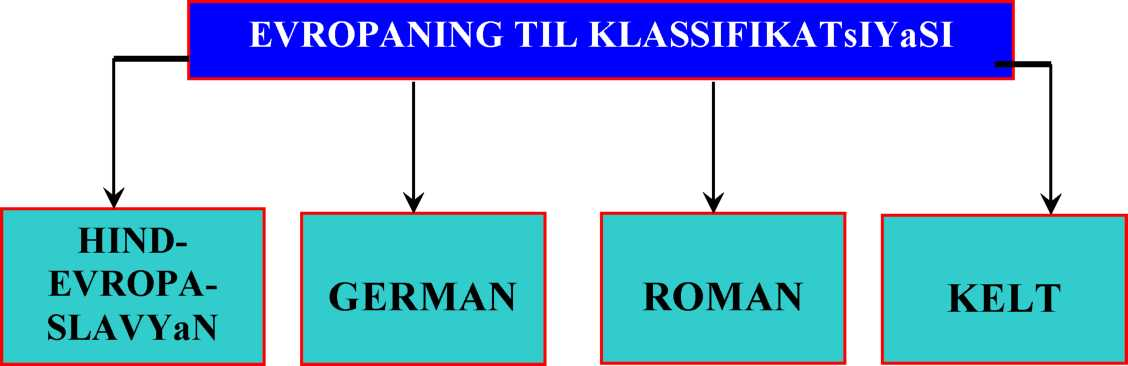 EVROPANING TIL KLASSIFIKATsIYaSI
HIND-
EVROPA-
SLAVYaN
GERMAN
ROMAN
KELT